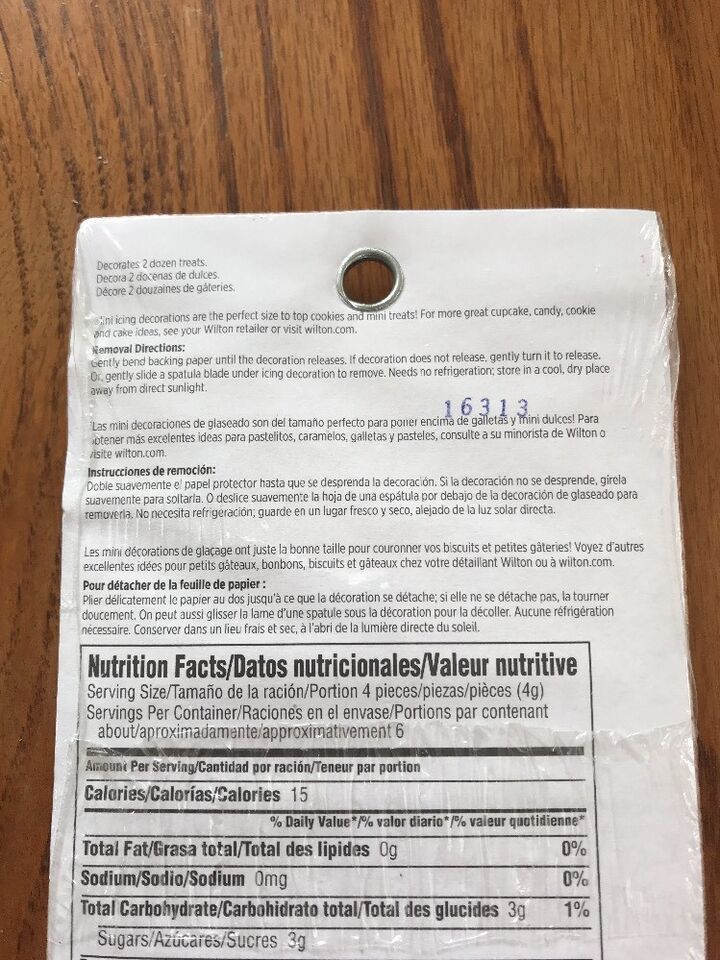 Decorates 2 dozen treats.
Decora 2 docenas de dulces.
Décore 2 douzaines de gâteries.
Mini icing decorations are the perfect size to top cookies and mini treats! For more great cupcake, candy, cookie
and cake ideas, see your Wilton retailer or visit wilton.com.
Removal Directions:
Gently bend backing paper until the decoration releases. If decoration does not release, gently turn it to release.
Or, gently slide a spatula blade under icing decoration to remove. Needs no refrigeration; store in a cool, dry place
away from direct sunlight.
16313
Las mini decoraciones de glaseado son del tamaño perfecto para poner encima de galletas y mini dulces! Para
obtener más excelentes ideas para pastelitos, caramelos, galletas y pasteles, consulte a su minorista de Wilton o
visite wilton.com.
Instrucciones de remoción:
Doble suavemente el papel protector hasta que se desprenda la decoración. Si la decoración no se desprende, gírela
suavemente para soltarla. O deslice suavemente la hoja de una espátula por debajo de la decoración de glaseado para
removerla. No necesita refrigeración; guarde en un lugar fresco y seco, alejado de la luz solar directa.
Les mini décorations de glaçage ont juste la bonne taille pour couronner vos biscuits et petites gâteries! Voyez d'autres
excellentes idées pour petits gâteaux, bonbons, biscuits et gâteaux chez votre détaillant Wilton ou à wilton.com.
Pour détacher de la feuille de papier :
Plier délicatement le papier au dos jusqu'à ce que la décoration se détache; si elle ne se détache pas, la tourner
doucement. On peut aussi glisser la lame d'une spatule sous la décoration pour la décoller. Aucune réfrigération
nécessaire. Conserver dans un lieu frais et sec, à l'abri de la lumière directe du soleil.
Nutrition Facts/Datos nutricionales/Valeur nutritive
Serving Size/Tamaño de la ración/Portion 4 pieces/piezas/pièces (4g)
Servings Per Container/Raciones en el envase/Portions par contenant
about/aproximadamente/approximativement 6
Amount Per Serving/Cantidad por ración/Teneur par portion
Calories/Calorías/Calories 15
% Daily Value*/% valor diario*/% valeur quotidienne*
Total Fat/Grasa total/Total des lipides 0g 0%
Sodium/Sodio/Sodium 0mg 0%
Total Carbohydrate/Carbohidrato total/Total des glucides 3g 1%
Sugars/Azúcares/Sucres 3g